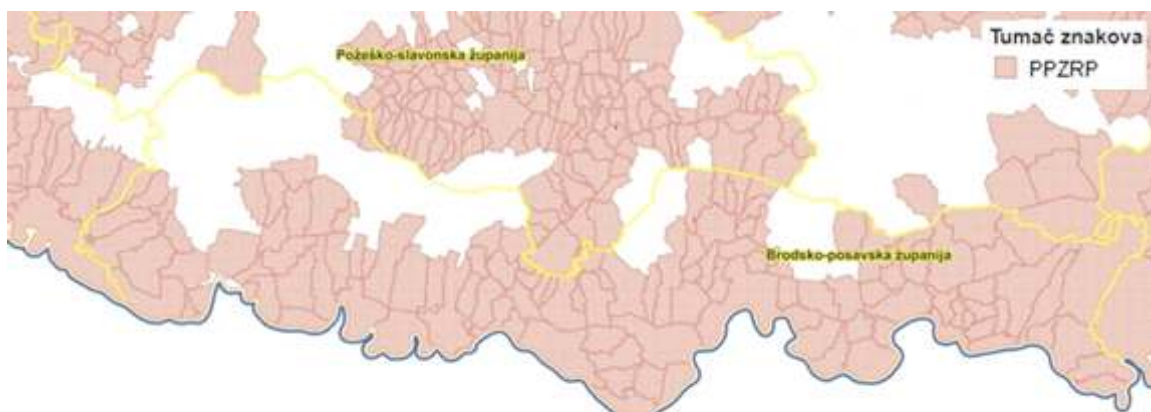 Tumač znakova
PPZRP
Požeško-slavonska županija
Brodsko-posavska županija